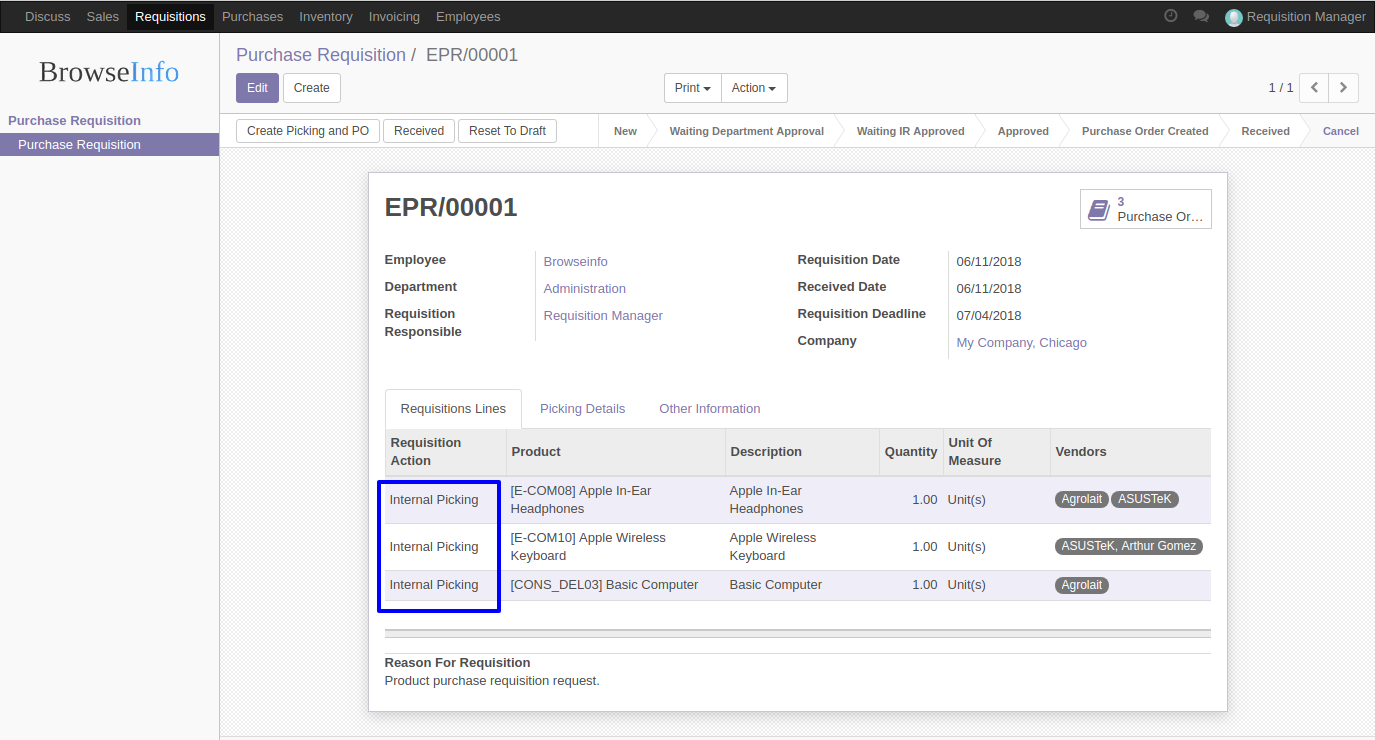 Discuss Sales Requisitions Purchases Inventory Invoicing Employees Requisition Manager
BrowseInfo
Purchase Requisition
Purchase Requisition
Purchase Requisition / EPR/00001
Edit Create Print Action 1 / 1
Create Picking and PO Received Reset To Draft New Waiting Department Approval Waiting IR Approved Approved Purchase Order Created Received Cancel
EPR/00001
3
Purchase Or...
Employee Browseinfo
Department Administration
Requisition Responsible Requisition Manager
Requisition Date 06/11/2018
Received Date 06/11/2018
Requisition Deadline 07/04/2018
Company My Company, Chicago
Requisitions Lines Picking Details Other Information
Requisition Action Product Description Quantity Unit Of Measure Vendors
Internal Picking [E-COM08] Apple In-Ear Headphones Apple In-Ear Headphones 1.00 Unit(s) Agrolait ASUSTeK
Internal Picking [E-COM10] Apple Wireless Keyboard Apple Wireless Keyboard 1.00 Unit(s) ASUSTeK, Arthur Gomez
Internal Picking [CONS_DEL03] Basic Computer Basic Computer 1.00 Unit(s) Agrolait
Reason For Requisition
Product purchase requisition request.